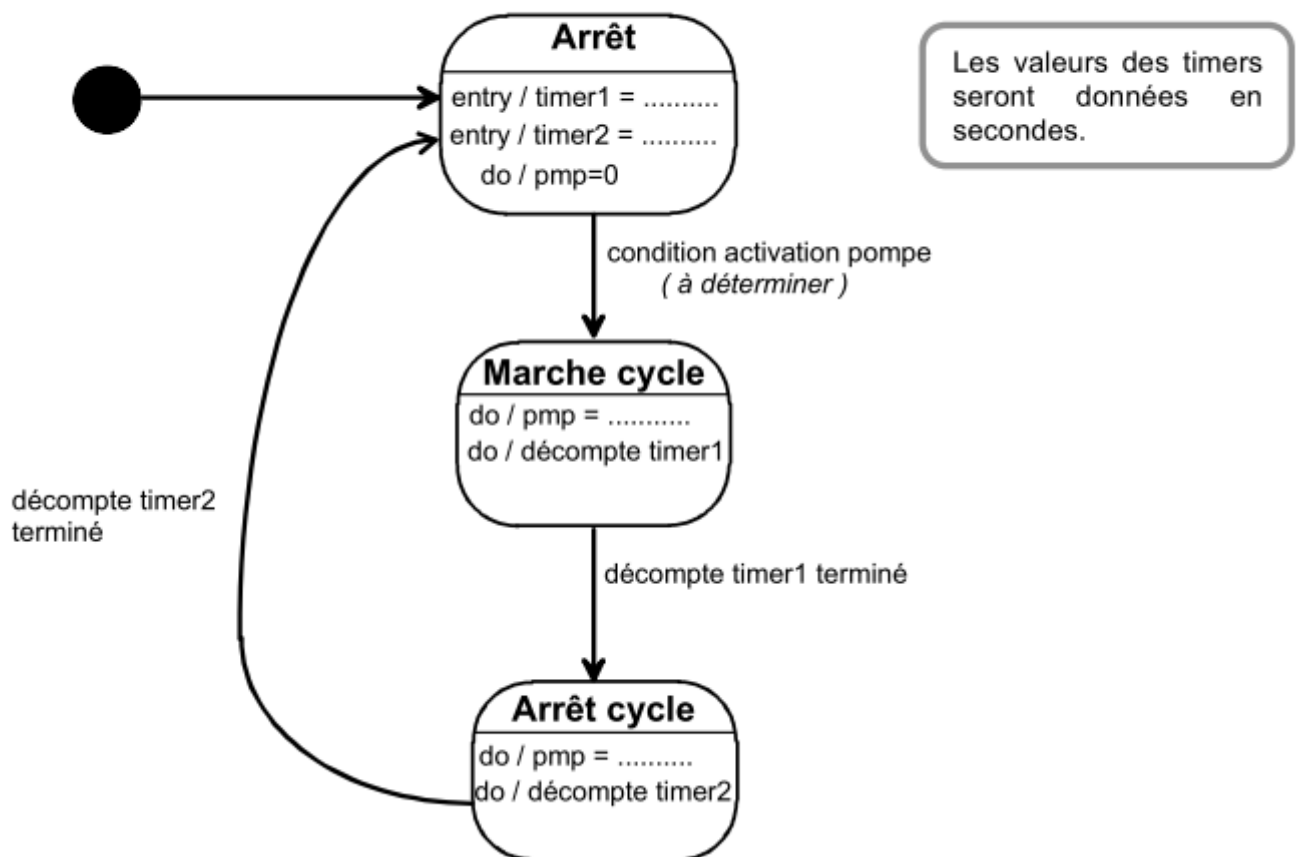 Arrêt
entry / timer1 = ..........
entry / timer2 = ..........
do / pmp=0
Les valeurs des timers
seront données en
secondes.
condition activation pompe
( à déterminer )
Marche cycle
do / pmp = ...........
do / décompte timer1
décompte timer2
terminé
décompte timer1 terminé
Arrêt cycle
do / pmp = ..........
do / décompte timer2